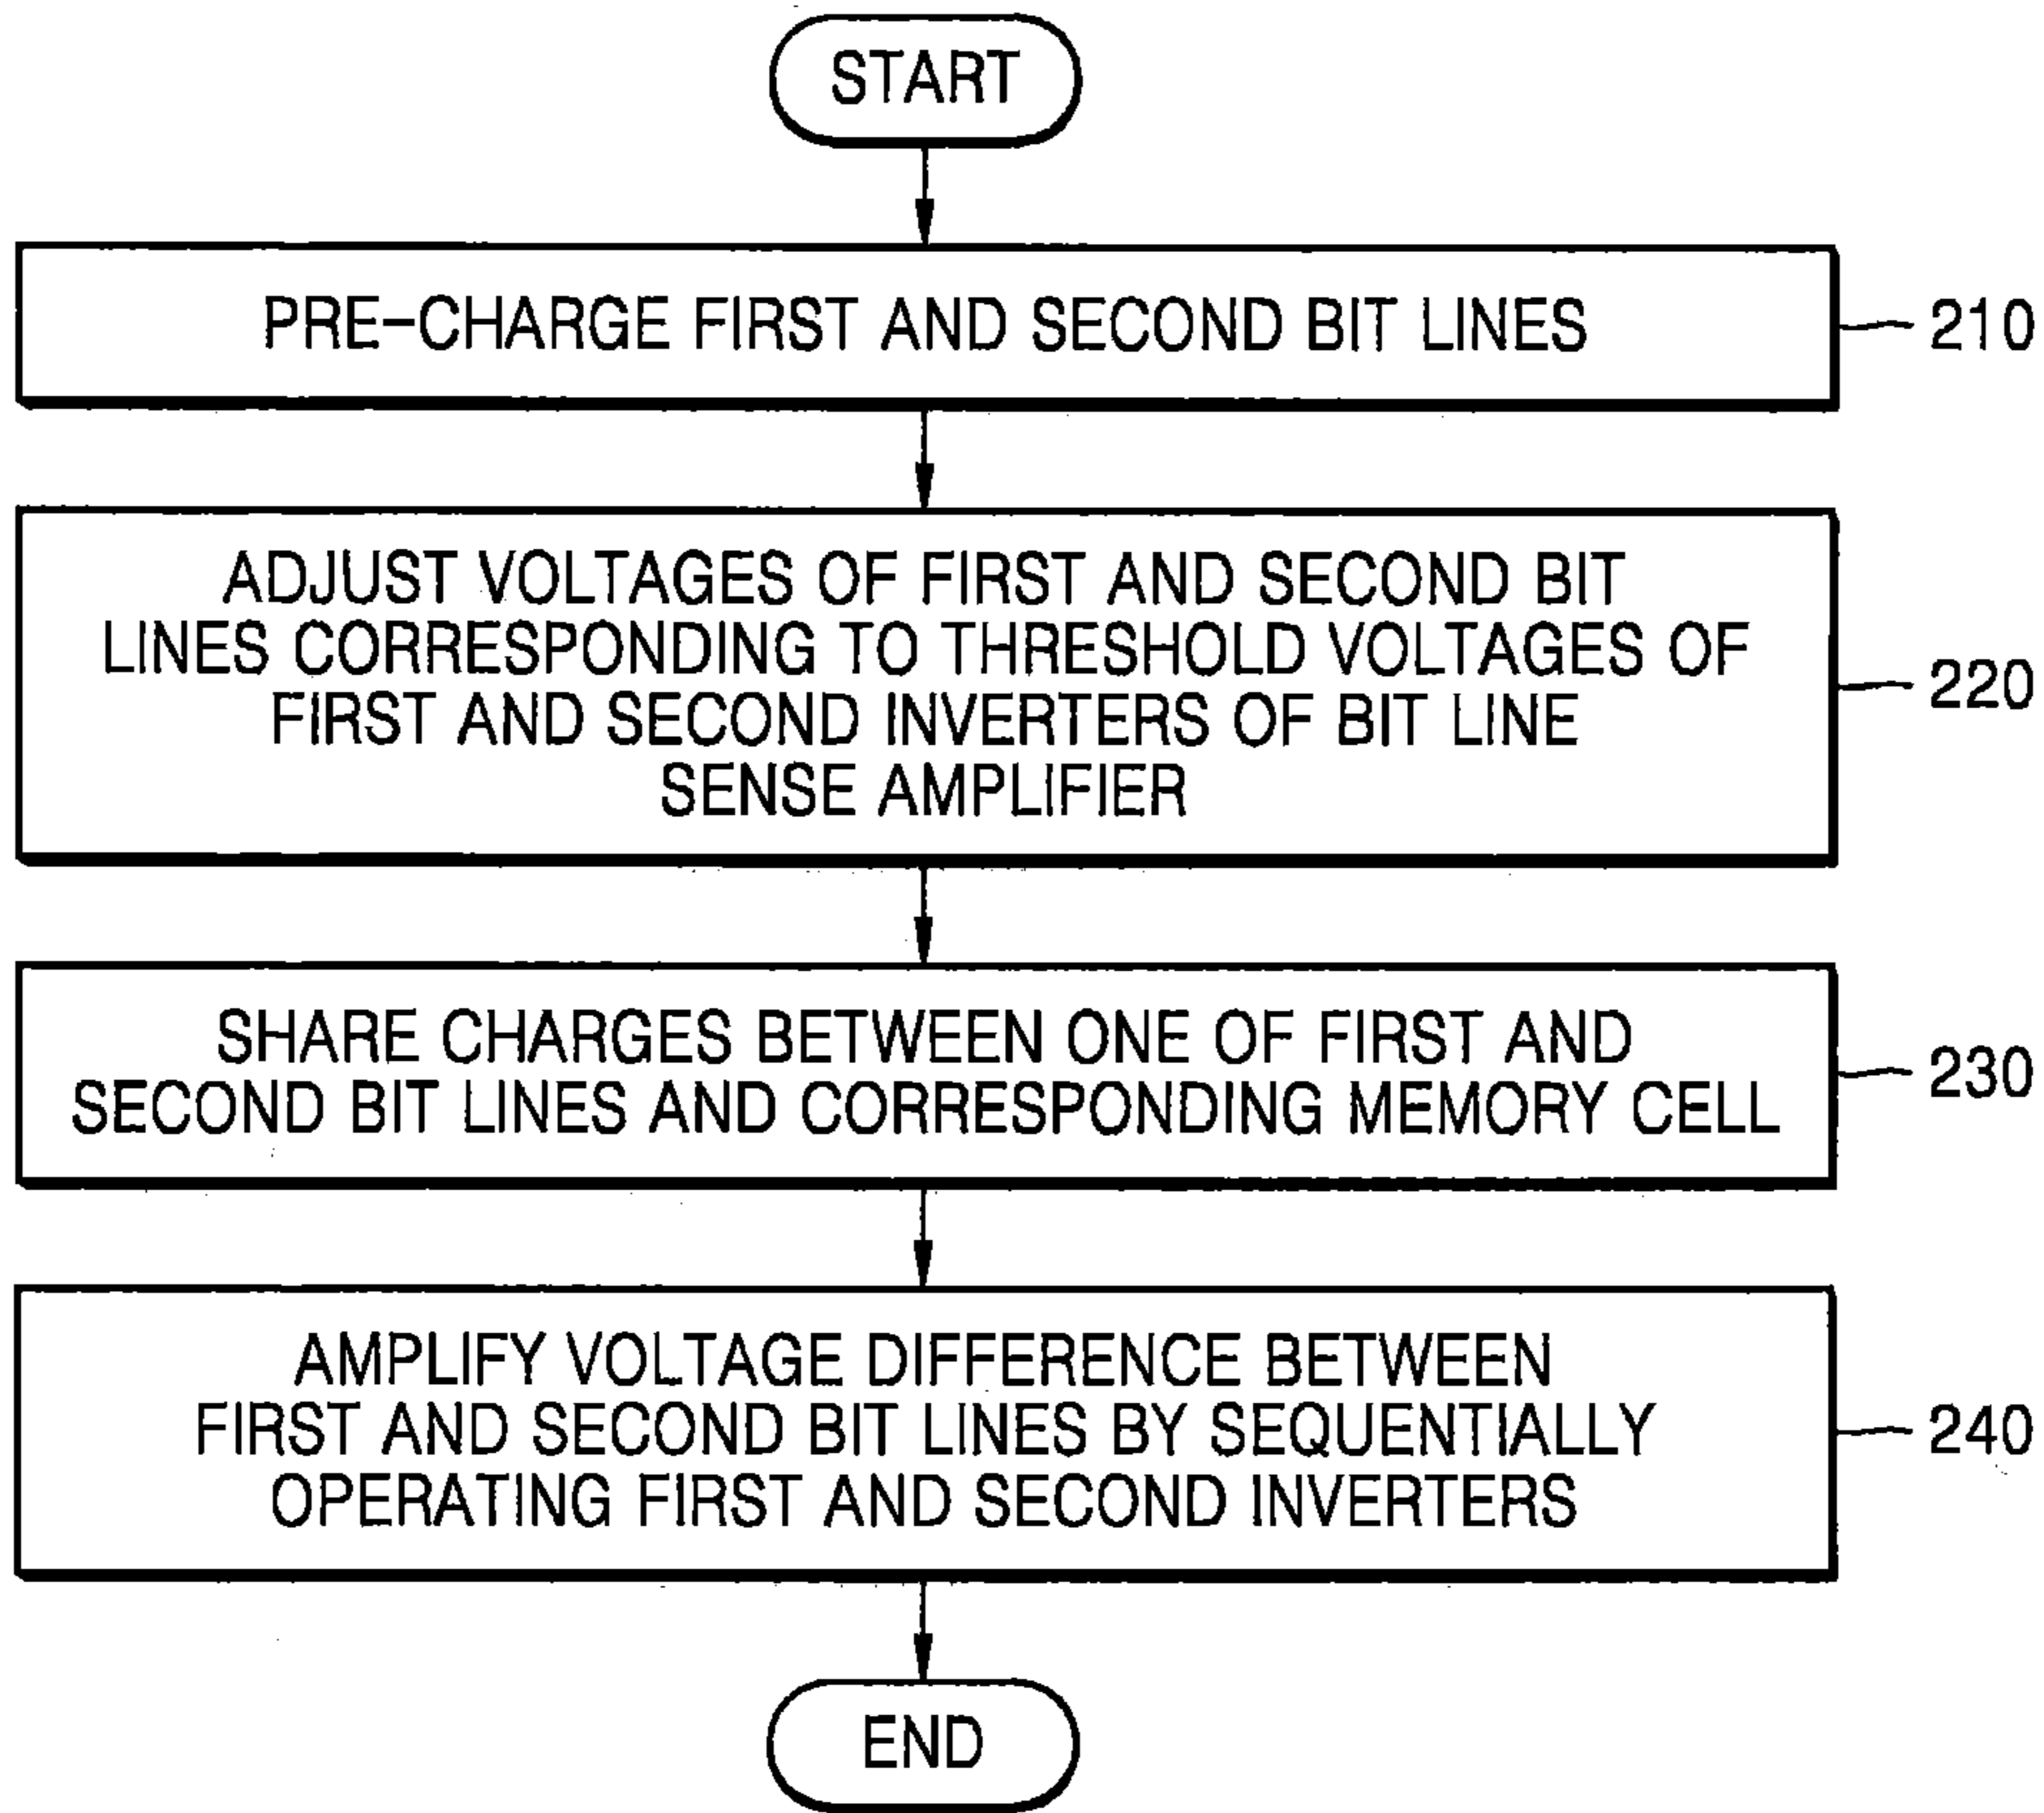 START
PRE-CHARGE FIRST AND SECOND BIT LINES
210
ADJUST VOLTAGES OF FIRST AND SECOND BIT
LINES CORRESPONDING TO THRESHOLD VOLTAGES OF
FIRST AND SECOND INVERTERS OF BIT LINE
SENSE AMPLIFIER
220
SHARE CHARGES BETWEEN ONE OF FIRST AND
SECOND BIT LINES AND CORRESPONDING MEMORY CELL
230
AMPLIFY VOLTAGE DIFFERENCE BETWEEN
FIRST AND SECOND BIT LINES BY SEQUENTIALLY
OPERATING FIRST AND SECOND INVERTERS
240
END